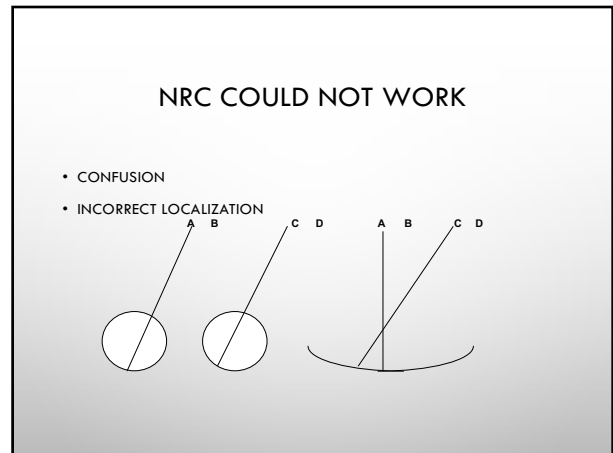 NRC COULD NOT WORK
• CONFUSION
• INCORRECT LOCALIZATION
A B C D A B C D